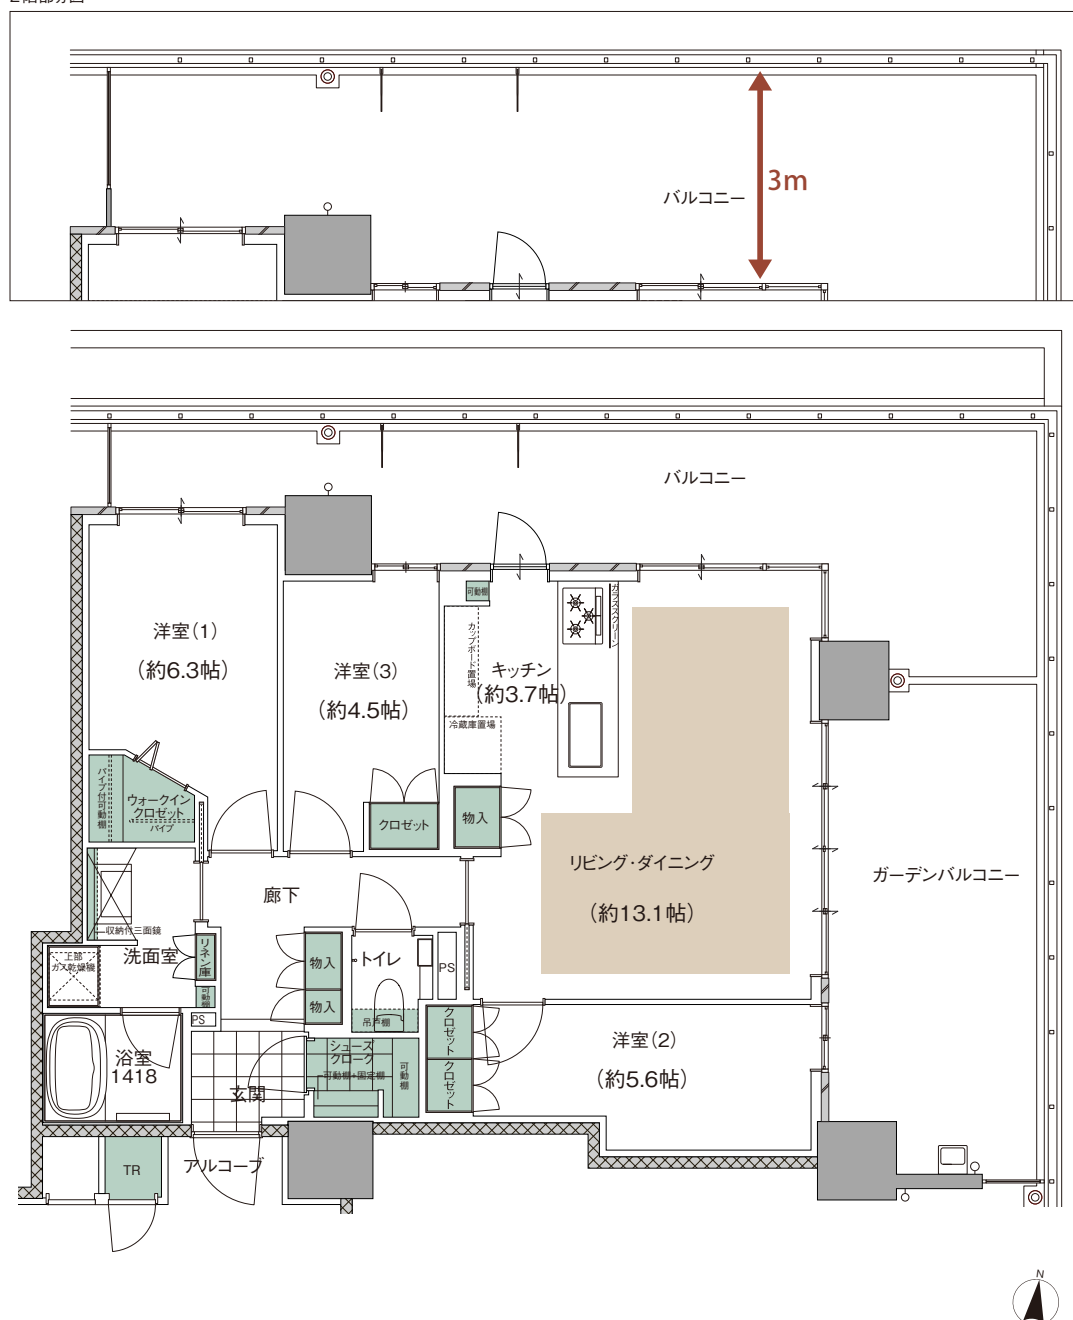 バルコニー
3m
バルコニー
洋室(1)
(約6.3帖)
洋室(3)
(約4.5帖)
可動棚
カップボード置場
冷蔵庫置場
キッチン
(約3.7帖)
ガラススクリーン
パイプ付可動棚
ウォークイン
クロゼット
パイプ
クロゼット
物入
リビング・ダイニング
(約13.1帖)
ガーデンバルコニー
廊下
収納付三面鏡
洗面室
上部
ガス乾燥機
リネン庫
可動棚
PS
物入
物入
トイレ
PS
吊戸棚
クロゼット
クロゼット
洋室(2)
(約5.6帖)
浴室
1418
玄関
シューズ
クローク
可動棚+固定棚
可動棚
アルコーブ
TR
N